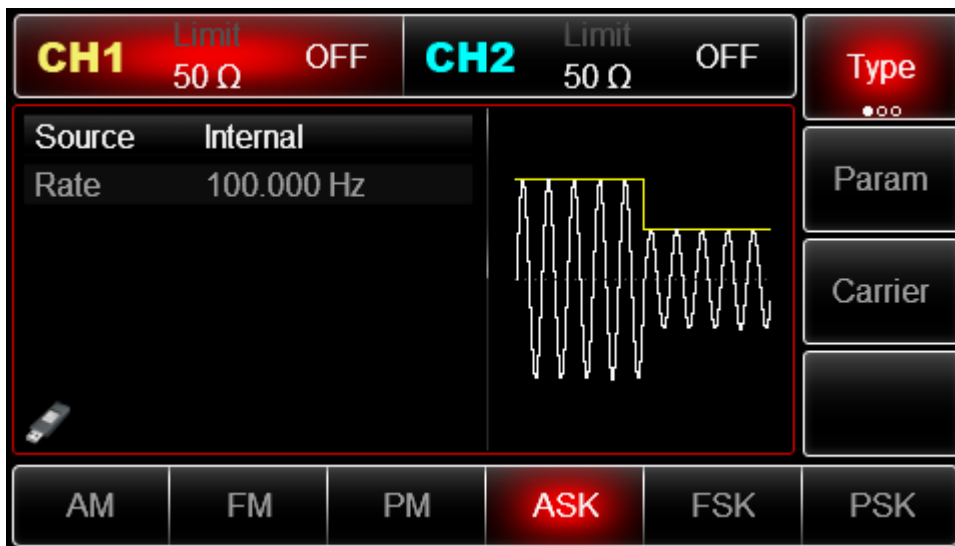 CH1 Limit 50 Ω OFF
CH2 Limit 50 Ω OFF
Type
Source Internal
Rate 100.000 Hz
Param
Carrier
AM FM PM ASK FSK PSK